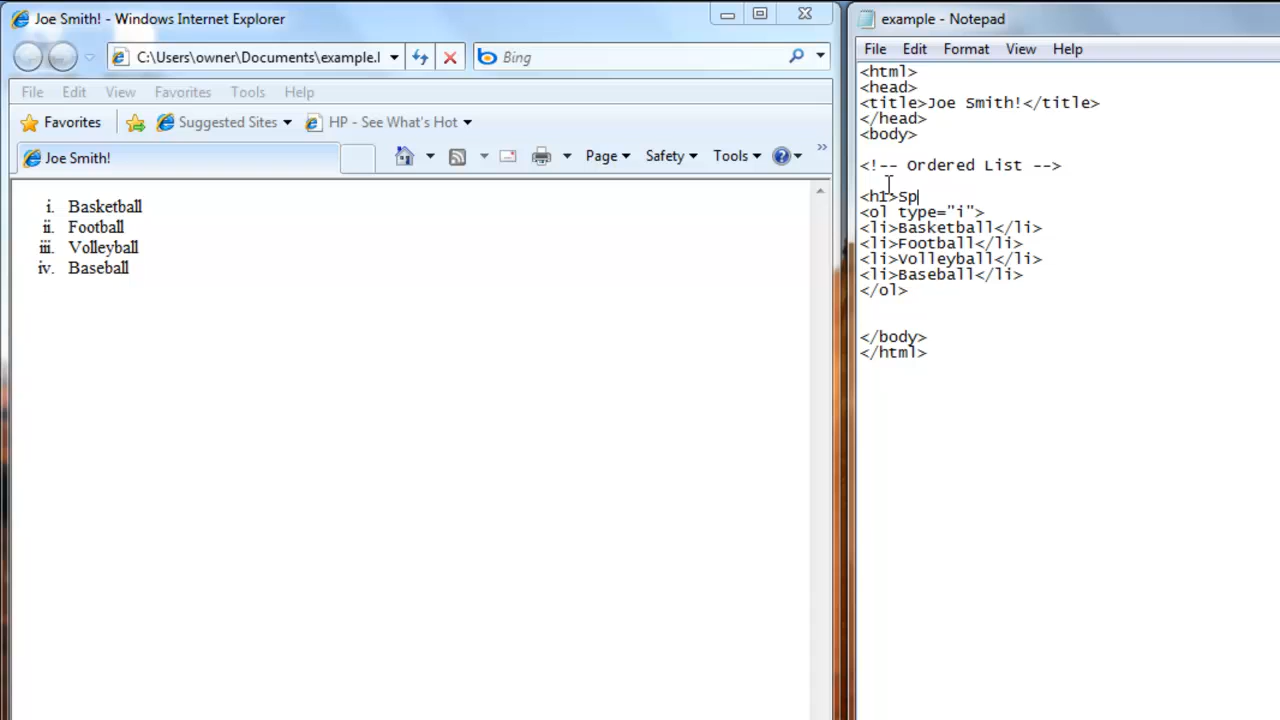 Joe Smith! - Windows Internet Explorer
C:\Users\owner\Documents\example.l
Bing
File Edit View Favorites Tools Help
Favorites Suggested Sites HP - See What's Hot
Joe Smith!
Page Safety Tools »
i. Basketball
ii. Football
iii. Volleyball
iv. Baseball
example - Notepad
File Edit Format View Help
<html>
<head>
<title>Joe Smith!</title>
</head>
<body>
<!-- Ordered List -->
<h1>Sp
<ol type="i">
<li>Basketball</li>
<li>Football</li>
<li>Volleyball</li>
<li>Baseball</li>
</ol>
</body>
</html>